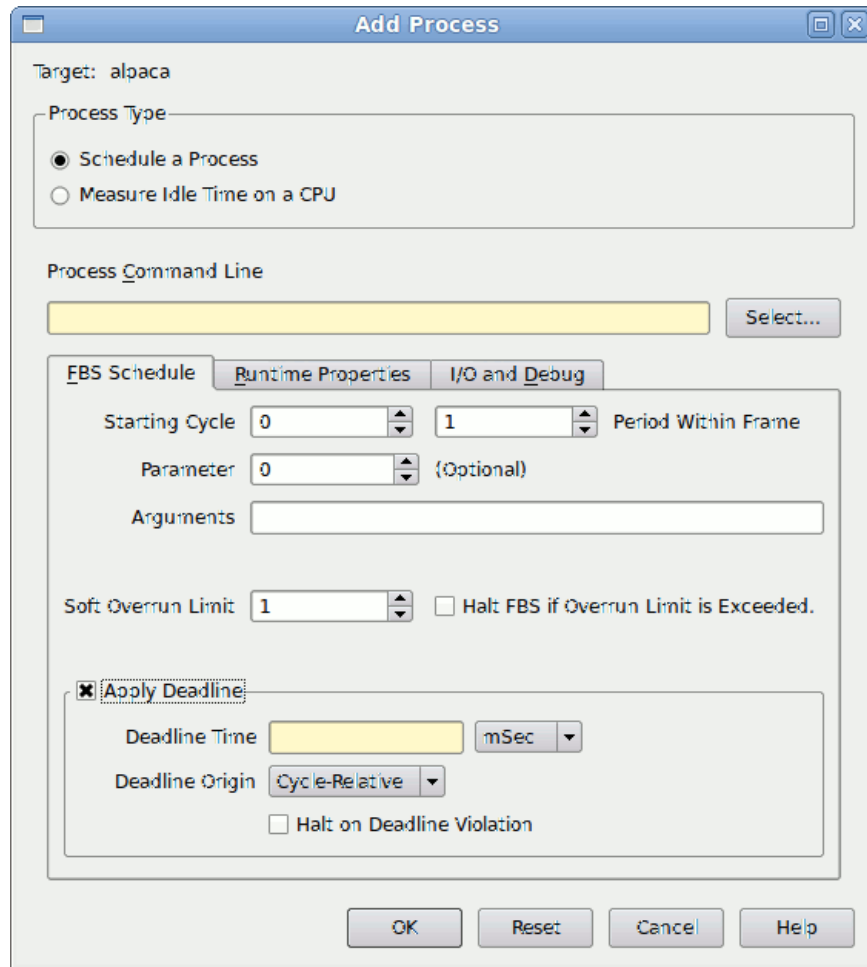 Add Process
Target: alpaca
Process Type
Schedule a Process
Measure Idle Time on a CPU
Process Command Line
Select...
FBS Schedule Runtime Properties I/O and Debug
Starting Cycle 0 1 Period Within Frame
Parameter 0 (Optional)
Arguments
Soft Overrun Limit 1 Halt FBS if Overrun Limit is Exceeded.
Apply Deadline
Deadline Time mSec
Deadline Origin Cycle-Relative
Halt on Deadline Violation
OK Reset Cancel Help